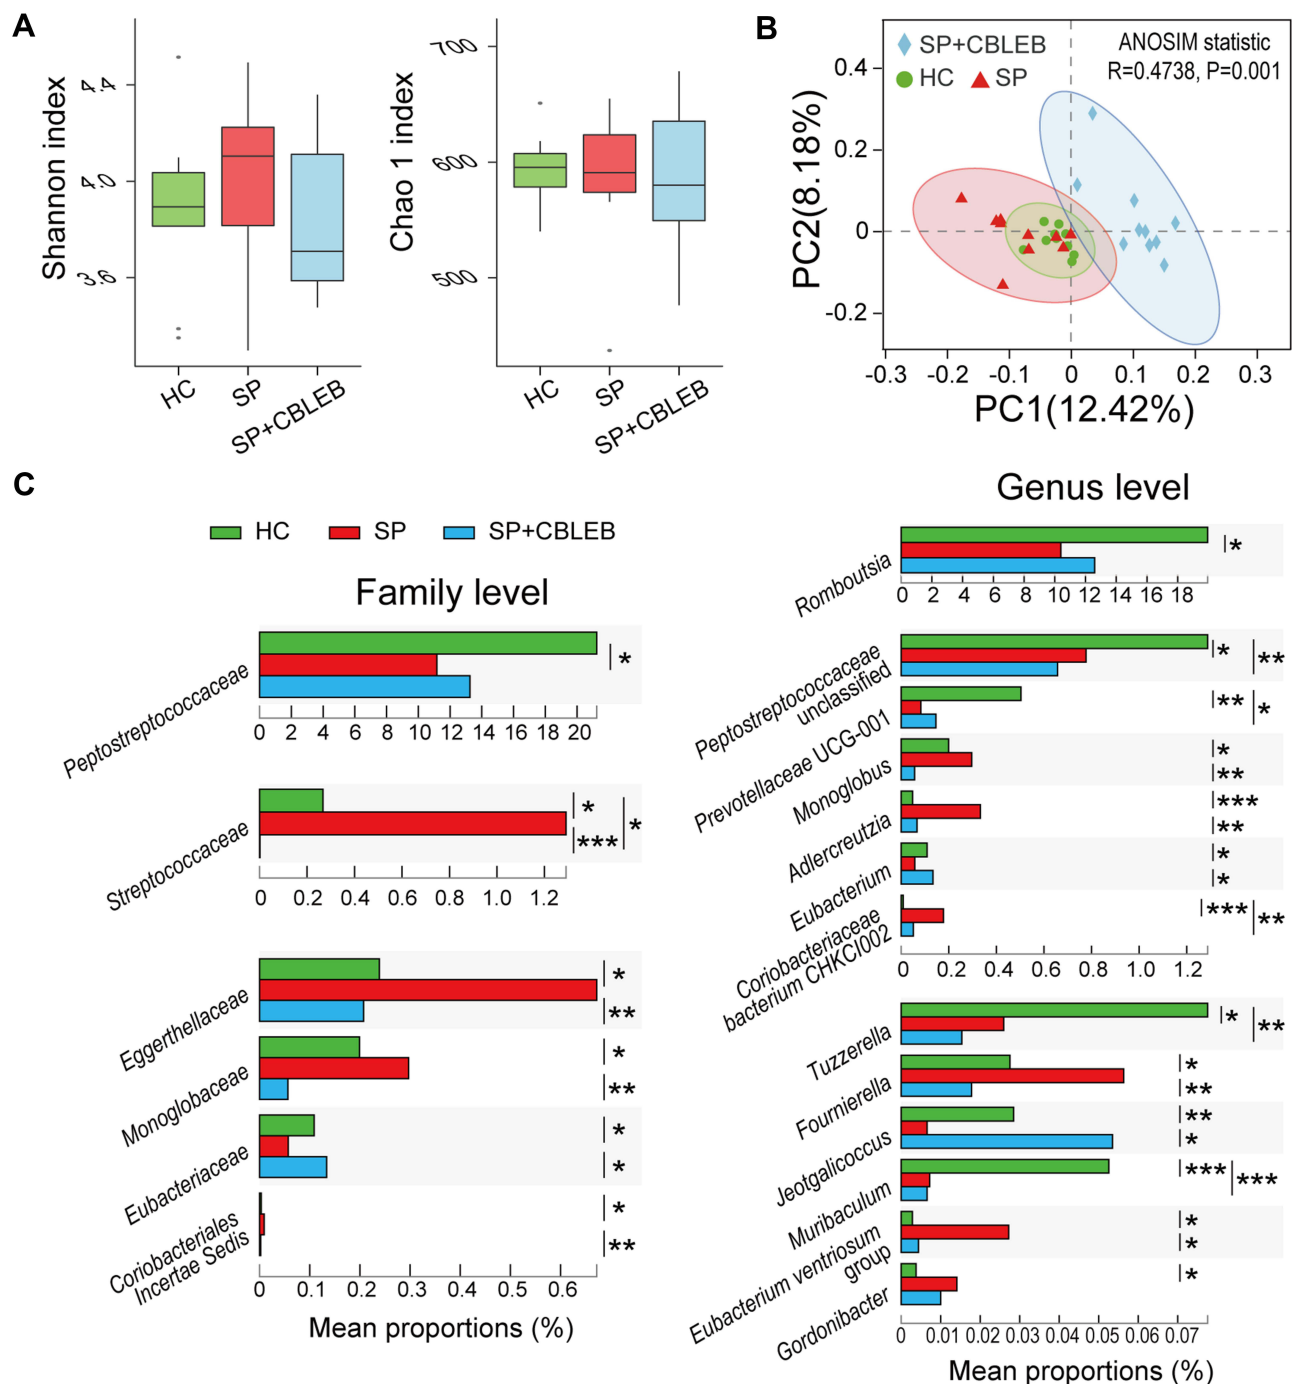 A
Shannon index
4.4
4.0
3.6
HC
SP
SP+CBLEB
Chao 1 index
700
600
500
HC
SP
SP+CBLEB
B
SP+CBLEB
HC
SP
ANOSIM statistic
R=0.4738, P=0.001
PC2(8.18%)
0.4
0.2
0
-0.2
-0.3 -0.2 -0.1 0 0.1 0.2 0.3
PC1(12.42%)
C
HC
SP
SP+CBLEB
Family level
Peptostreptococcaceae
*
0 2 4 6 8 10 12 14 16 18 20
Streptococcaceae
*
***
*
0 0.2 0.4 0.6 0.8 1.0 1.2
Eggerthellaceae
*
**
Monoglobaceae
*
**
Eubacteriaceae
*
*
Coriobacteriales
Incertae Sedis
*
**
0 0.1 0.2 0.3 0.4 0.5 0.6
Mean proportions (%)
Genus level
Romboutsia
*
0 2 4 6 8 10 12 14 16 18
Peptostreptococcaceae
unclassified
*
**
Prevotellaceae UCG-001
**
*
Monoglobus
*
**
Adlercreutzia
***
**
Eubacterium
*
*
Coriobacteriaceae
bacterium CHKCI002
***
**
0 0.2 0.4 0.6 0.8 1.0 1.2
Tuzzerella
*
**
Fournierella
*
**
Jeotgalicoccus
**
*
Muribaculum
***
***
Eubacterium ventriosum
group
*
*
Gordonibacter
*
0 0.01 0.02 0.03 0.04 0.05 0.06 0.07
Mean proportions (%)